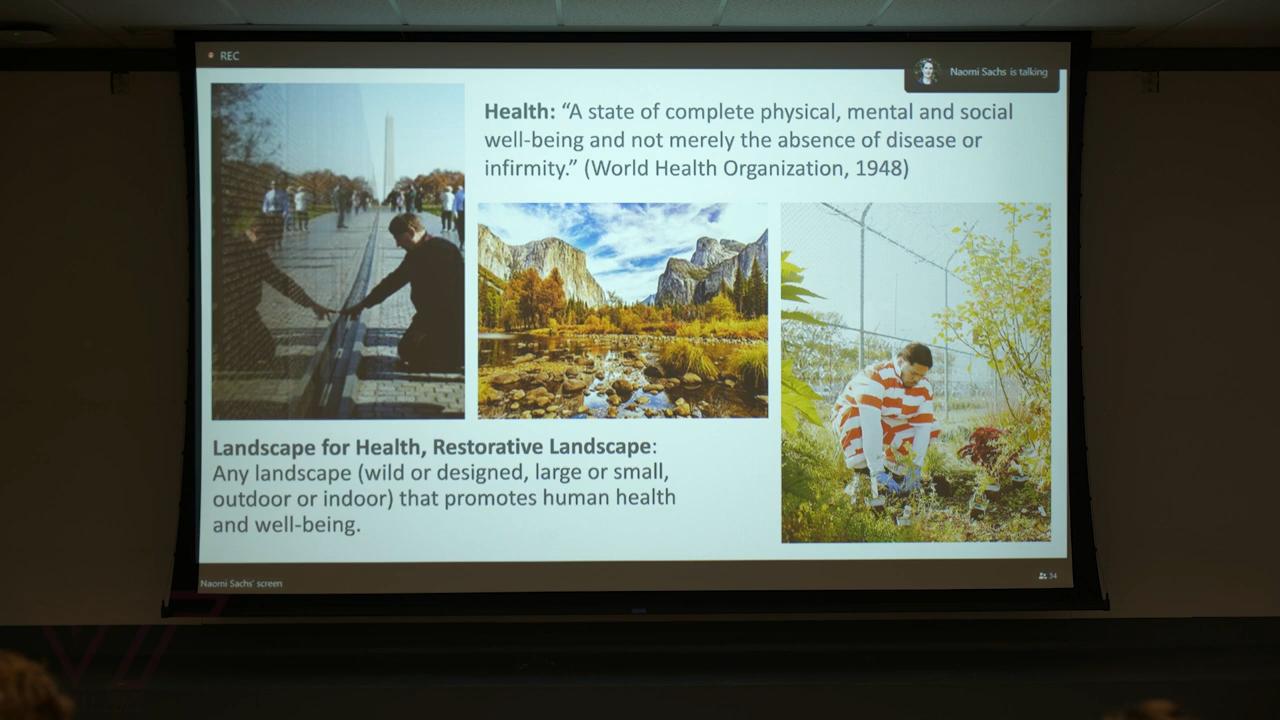 REC
Naomi Sachs is talking
Health: “A state of complete physical, mental and social
well-being and not merely the absence of disease or
infirmity.” (World Health Organization, 1948)
Landscape for Health, Restorative Landscape:
Any landscape (wild or designed, large or small,
outdoor or indoor) that promotes human health
and well-being.
Naomi Sachs' screen
34